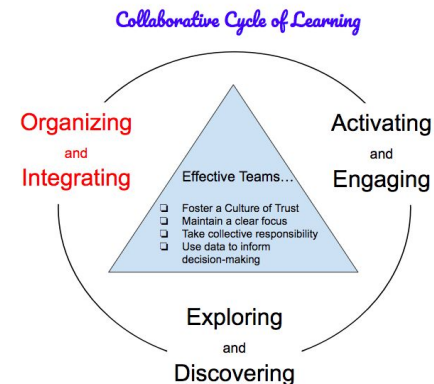 Collaborative Cycle of Learning
Organizing
and
Integrating
Activating
and
Engaging
Effective Teams...
❏ Foster a Culture of Trust
❏ Maintain a clear focus
❏ Take collective responsibility
❏ Use data to inform
decision-making
Exploring
and
Discovering